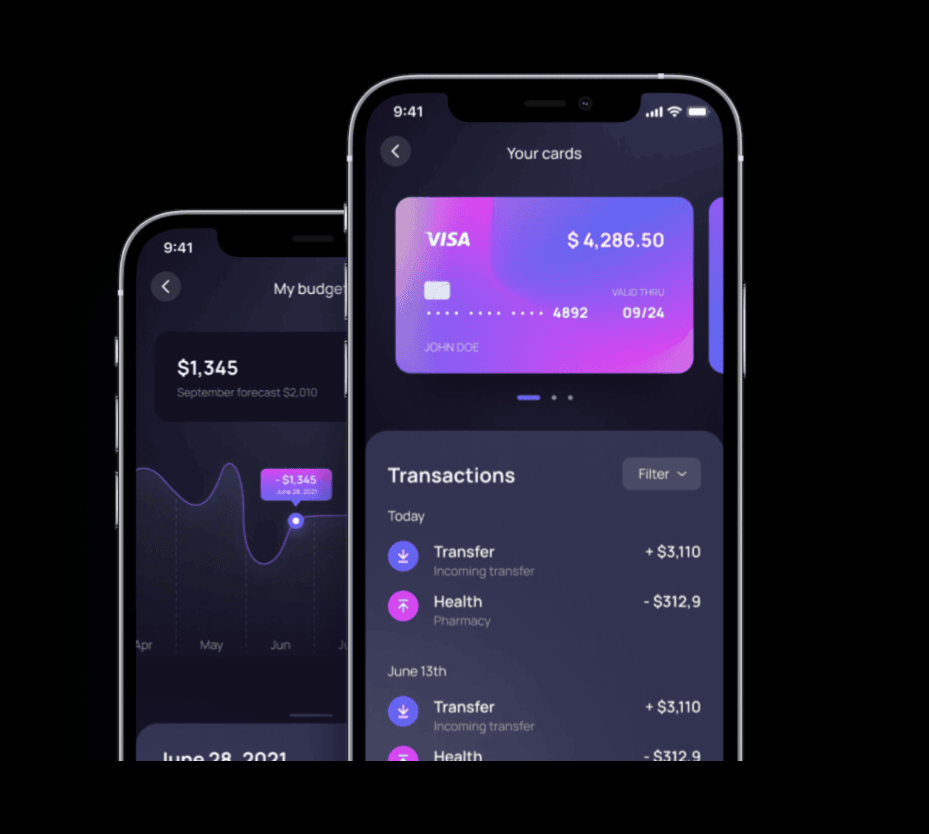 9:41
My budge
$1,345
September forecast $2,010
- $1,345
June 28, 2021
Apr May Jun
June 28, 2021
9:41
Your cards
VISA
$ 4,286.50
VALID THRU
•••• •••• •••• 4892 09/24
JOHN DOE
Transactions
Filter
Today
Transfer + $3,110
Incoming transfer
Health - $312,9
Pharmacy
June 13th
Transfer + $3,110
Incoming transfer
Health - $312,9